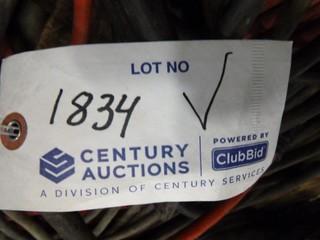 LOT NO
1834 ✓
CENTURY
AUCTIONS
POWERED BY
ClubBid
A DIVISION OF CENTURY SERVICES